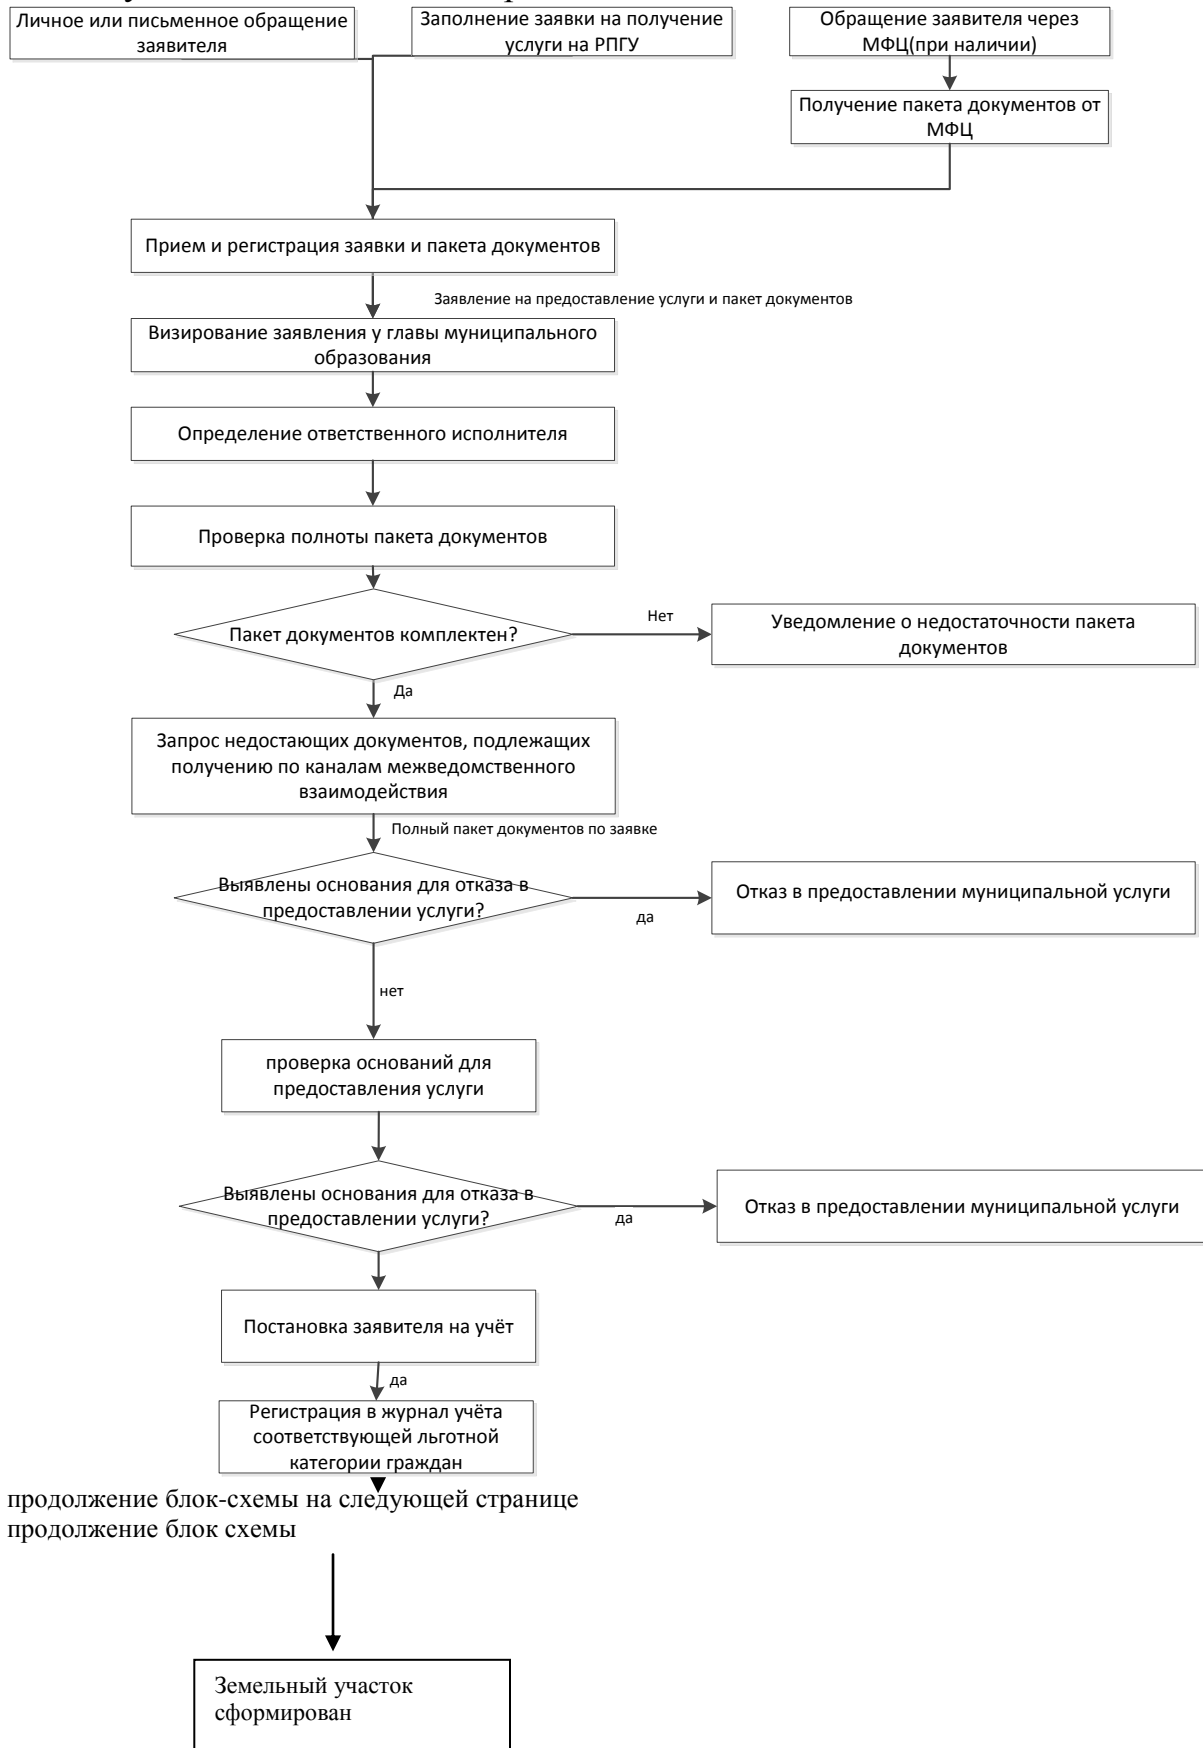 Личное или письменное обращение
заявителя
Заполнение заявки на получение
услуги на РПГУ
Обращение заявителя через
МФЦ(при наличии)
Получение пакета документов от
МФЦ
Прием и регистрация заявки и пакета документов
Заявление на предоставление услуги и пакет документов
Визирование заявления у главы муниципального
образования
Определение ответственного исполнителя
Проверка полноты пакета документов
Пакет документов комплектен?
Нет
Уведомление о недостаточности пакета
документов
Да
Запрос недостающих документов, подлежащих
получению по каналам межведомственного
взаимодействия
Полный пакет документов по заявке
Выявлены основания для отказа в
предоставлении услуги?
да
Отказ в предоставлении муниципальной услуги
нет
проверка оснований для
предоставления услуги
Выявлены основания для отказа в
предоставлении услуги?
да
Отказ в предоставлении муниципальной услуги
Постановка заявителя на учёт
да
Регистрация в журнал учёта
соответствующей льготной
категории граждан
продолжение блок-схемы на следующей странице
продолжение блок схемы
Земельный участок
сформирован